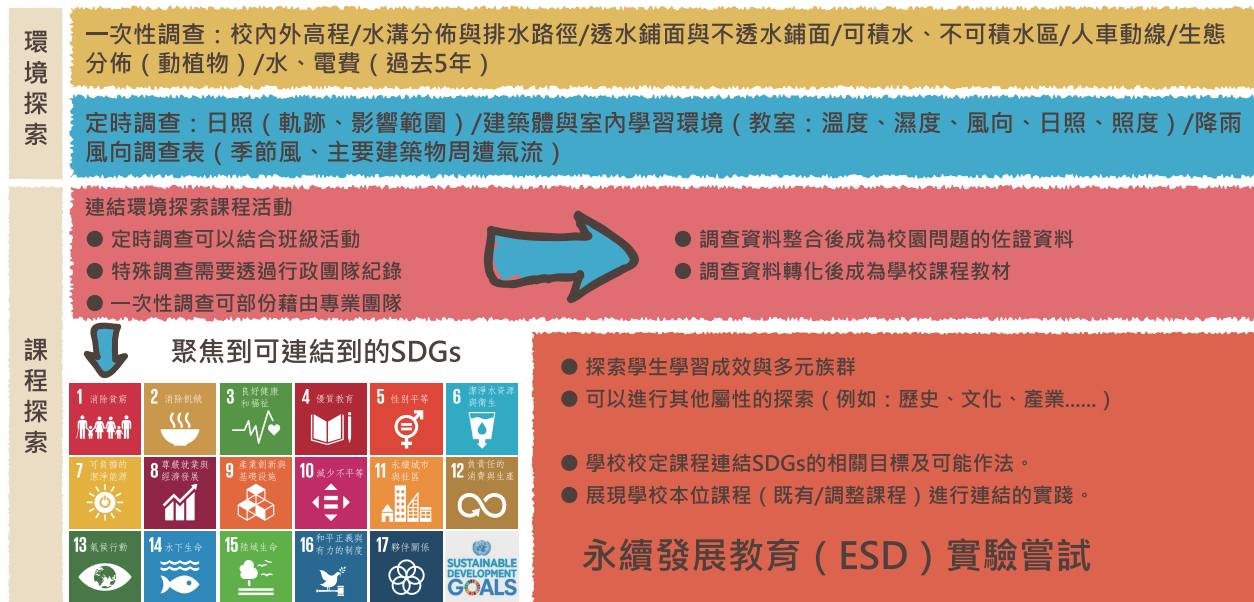 環境探索
一次性調查：校內外高程/水溝分佈與排水路徑/透水鋪面與不透水鋪面/可積水、不可積水區/人車動線/生態
分佈（動植物）/水、電費（過去5年）
定時調查：日照（軌跡、影響範圍）/建築體與室內學習環境（教室：溫度、濕度、風向、日照、照度）/降雨
風向調查表（季節風、主要建築物周遭氣流）
課程探索
連結環境探索課程活動
● 定時調查可以結合班級活動
● 特殊調查需要透過行政團隊紀錄
● 一次性調查可部份藉由專業團隊
● 調查資料整合後成為校園問題的佐證資料
● 調查資料轉化後成為學校課程教材
聚焦到可連結到的SDGs
1 消除貧窮
2 消除飢餓
3 良好健康
和福祉
4 優質教育
5 性別平等
6 潔淨水資源
與衛生
7 可負擔的
潔淨能源
8 尊嚴就業與
經濟發展
9 產業創新與
基礎設施
10 減少不平等
11 永續城市
與社區
12 負責任的
消費與生產
13 氣候行動
14 水下生命
15 陸域生命
16 和平正義與
有力的制度
17 夥伴關係
SUSTAINABLE
DEVELOPMENT
GOALS
● 探索學生學習成效與多元族群
● 可以進行其他屬性的探索（例如：歷史、文化、產業......）
● 學校校定課程連結SDGs的相關目標及可能作法。
● 展現學校本位課程（既有/調整課程）進行連結的實踐。
永續發展教育（ESD）實驗嘗試